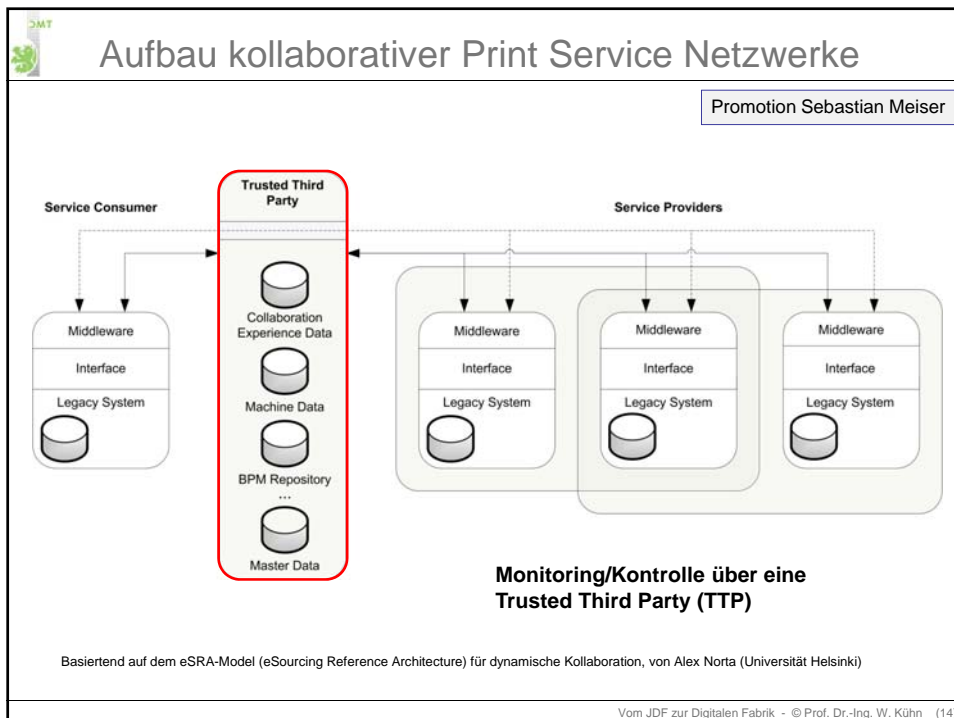 DMT
Aufbau kollaborativer Print Service Netzwerke
Promotion Sebastian Meiser
Trusted Third
Party
Service Consumer
Service Providers
Collaboration
Experience Data
Machine Data
BPM Repository
...
Master Data
Middleware
Interface
Legacy System
Middleware
Interface
Legacy System
Middleware
Interface
Legacy System
Middleware
Interface
Legacy System
Monitoring/Kontrolle über eine
Trusted Third Party (TTP)
Basiertend auf dem eSRA-Model (eSourcing Reference Architecture) für dynamische Kollaboration, von Alex Norta (Universität Helsinki)
Vom JDF zur Digitalen Fabrik - © Prof. Dr.-Ing. W. Kühn (14